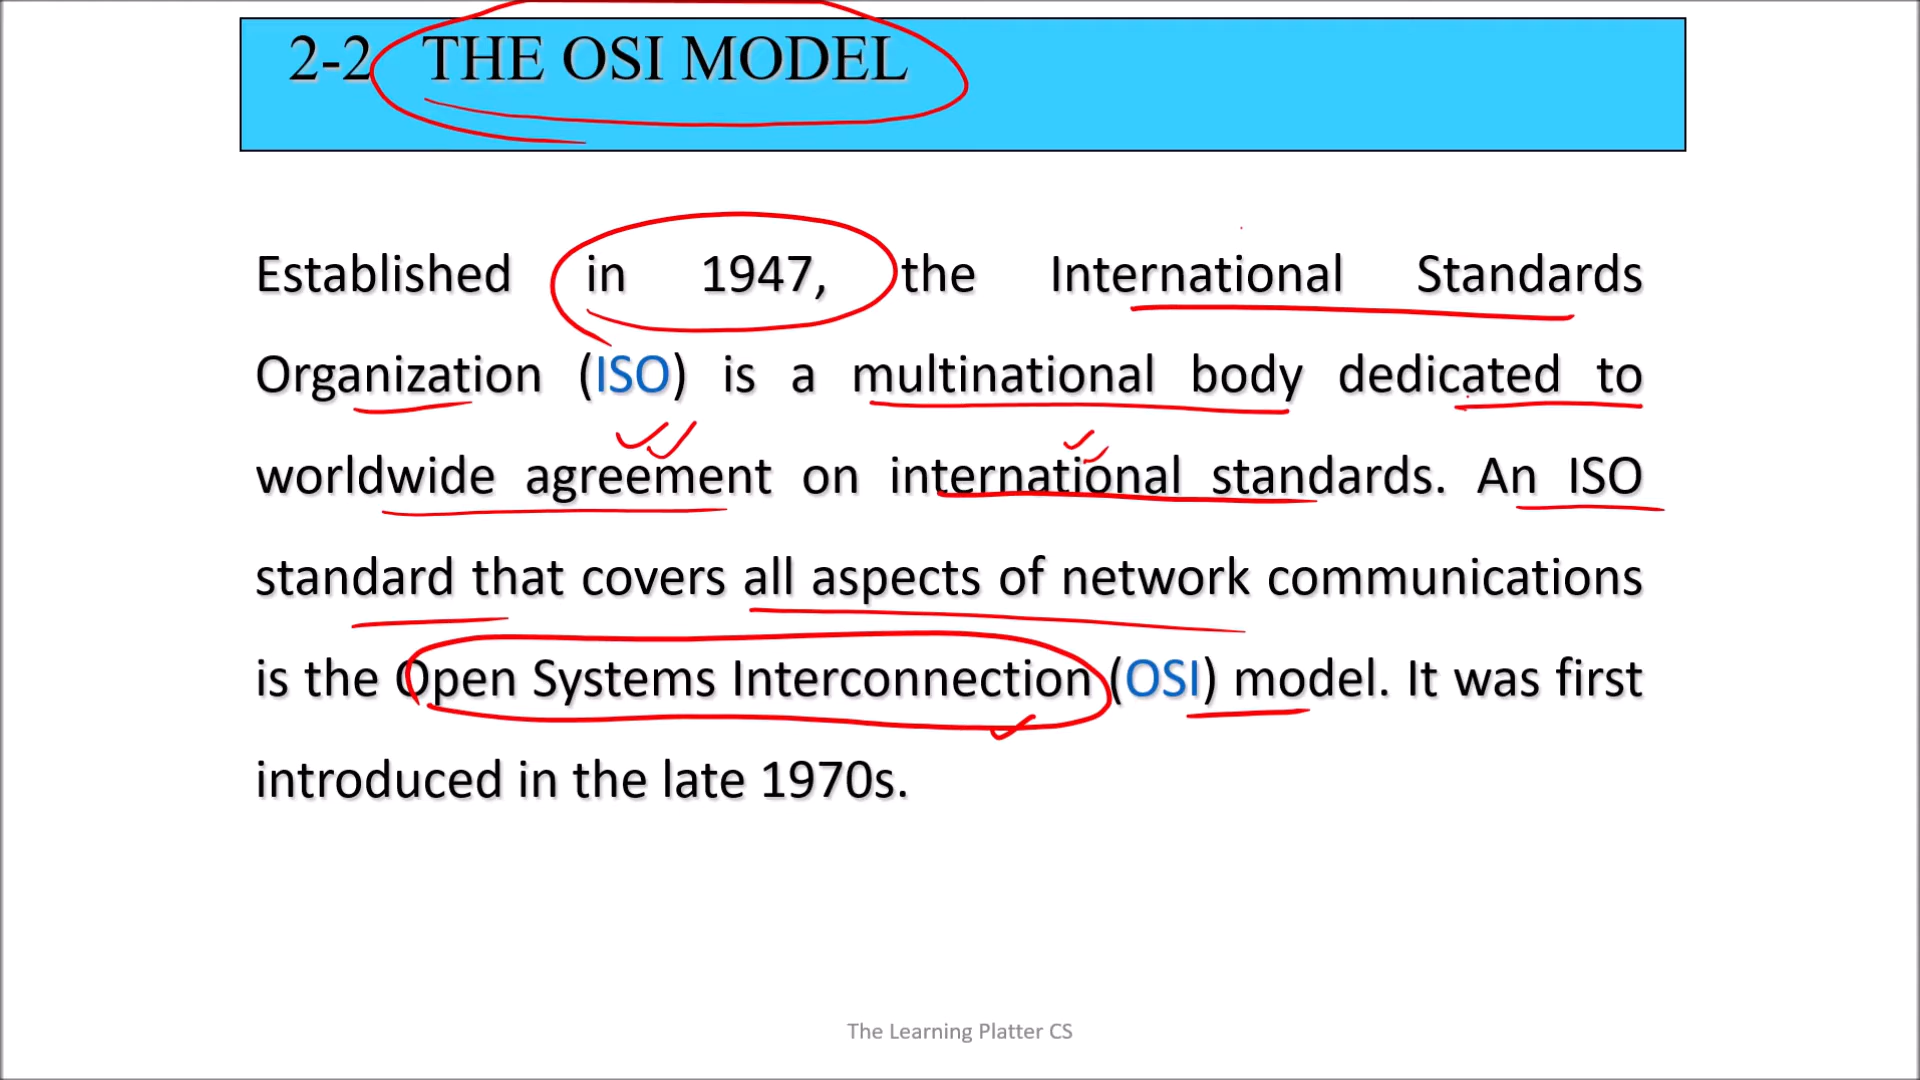 2-2 THE OSI MODEL
Established in 1947, the International Standards
Organization (ISO) is a multinational body dedicated to
worldwide agreement on international standards. An ISO
standard that covers all aspects of network communications
is the Open Systems Interconnection (OSI) model. It was first
introduced in the late 1970s.
The Learning Platter CS